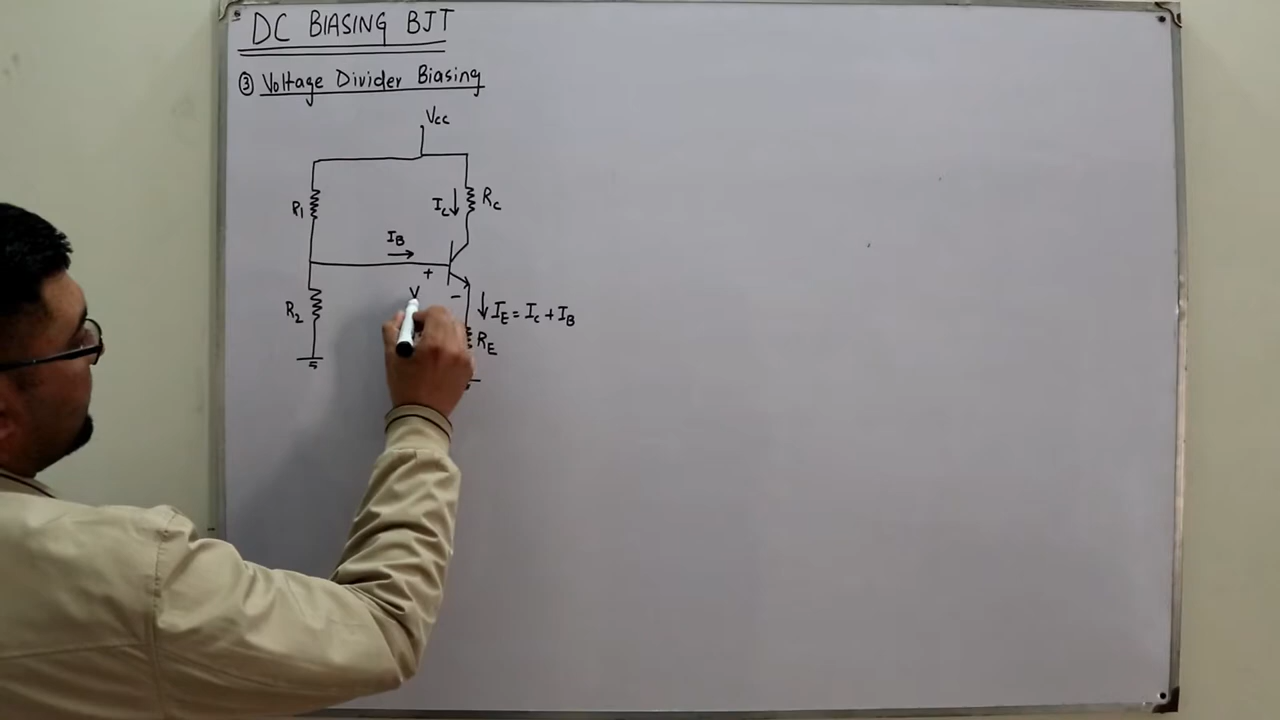 DC BIASING BJT
③ Voltage Divider Biasing
Vcc
R1
Ic
Rc
IB
+
V
-
R2
IE = Ic + IB
RE